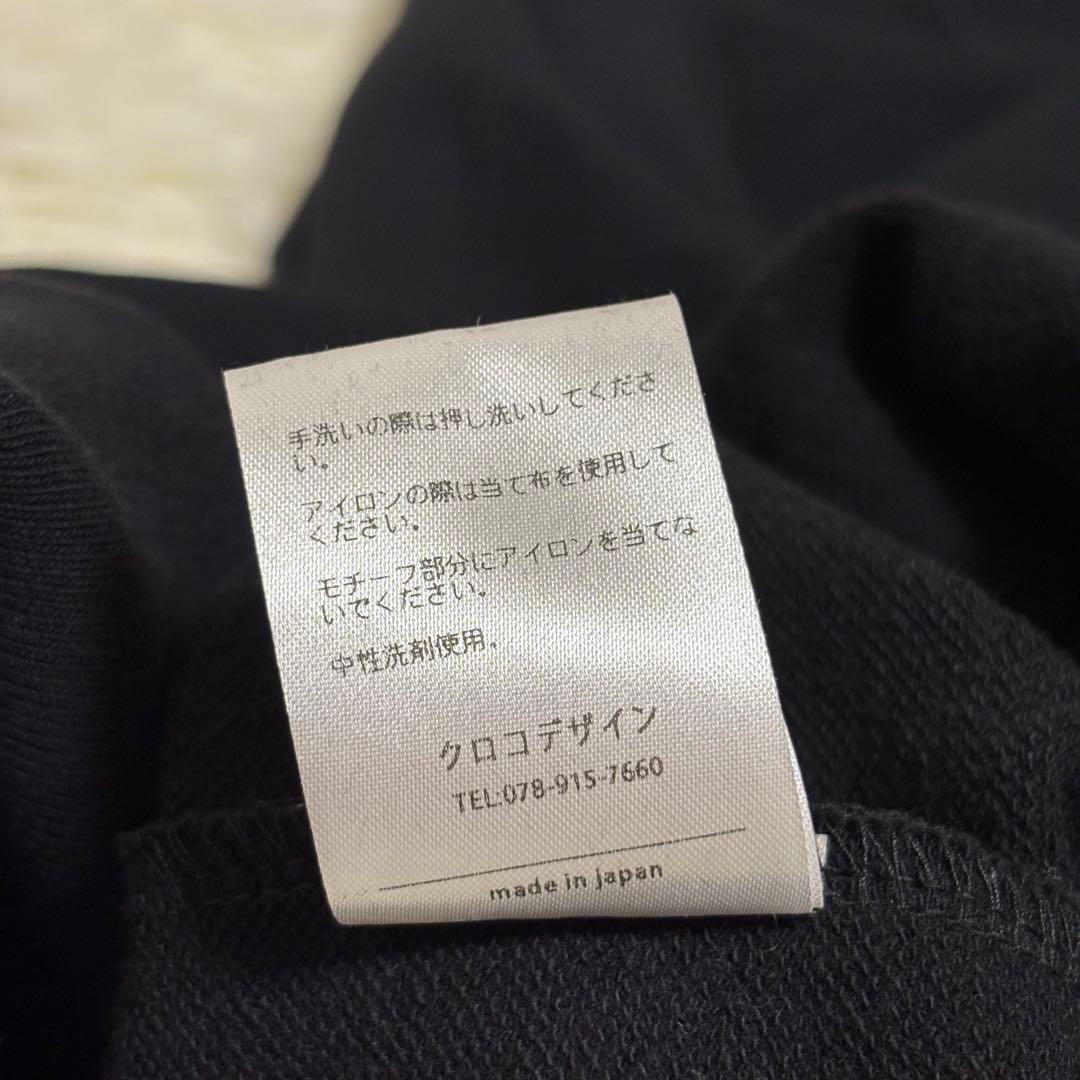 手洗いの際は押し洗いしてくださ
い。
アイロンの際は当て布を使用して
ください。
モチーフ部分にアイロンを当てな
いでください。
中性洗剤使用.
クロコデザイン
TEL:078-915-7660
made in japan